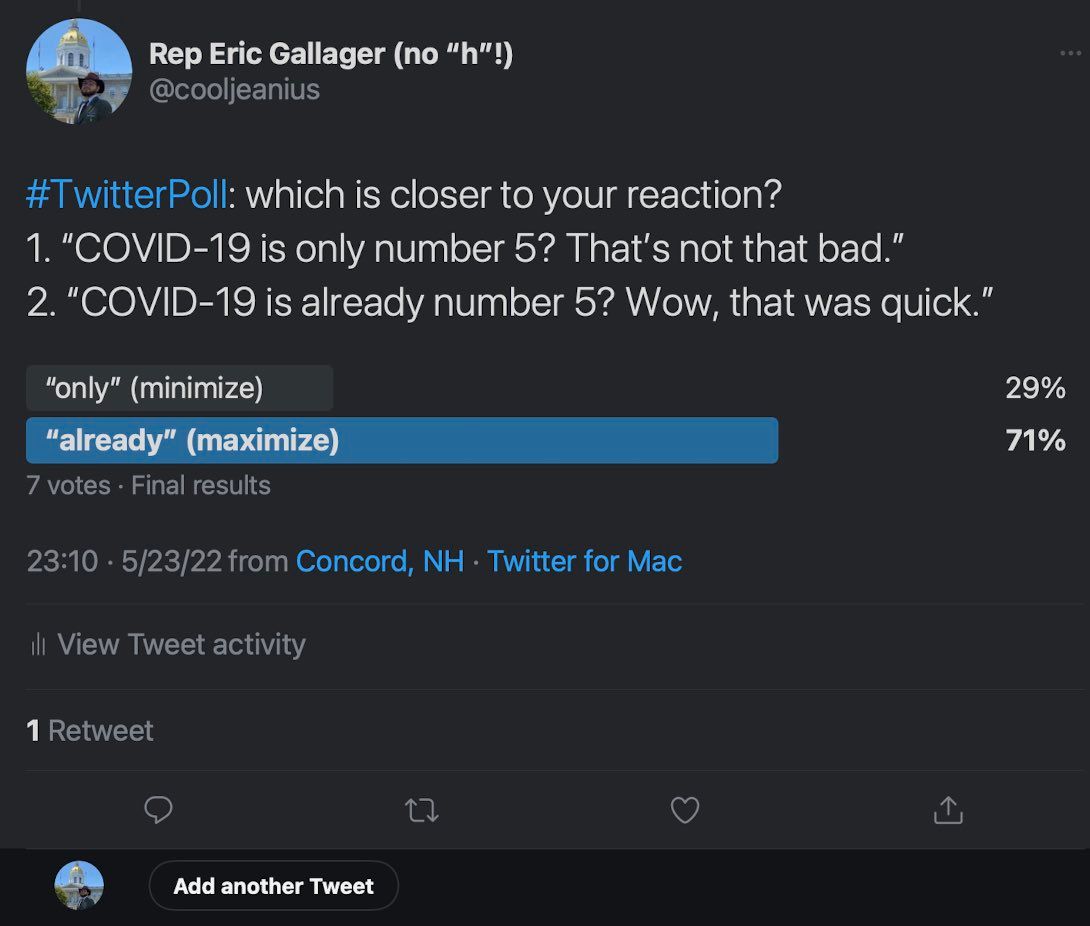 Rep Eric Gallager (no “h”!)
@cooljeanius
#TwitterPoll: which is closer to your reaction?
1. “COVID-19 is only number 5? That’s not that bad.”
2. “COVID-19 is already number 5? Wow, that was quick.”
“only” (minimize) 29%
“already” (maximize) 71%
7 votes · Final results
23:10 · 5/23/22 from Concord, NH · Twitter for Mac
View Tweet activity
1 Retweet
Add another Tweet